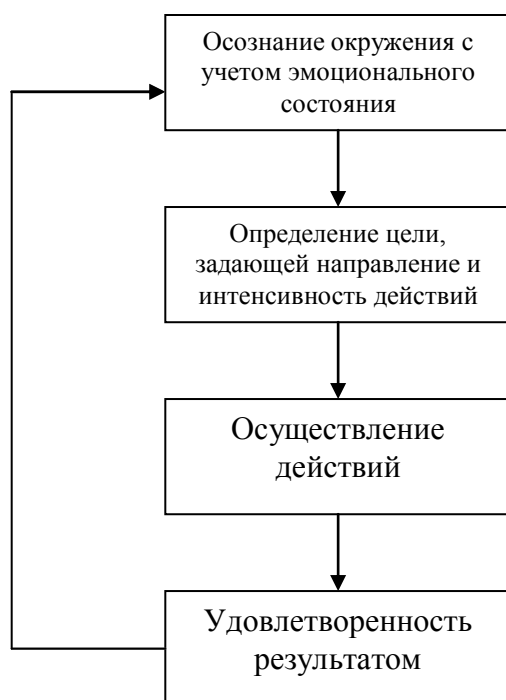 Осознание окружения с
учетом эмоционального
состояния
Определение цели,
задающей направление и
интенсивность действий
Осуществление
действий
Удовлетворенность
результатом